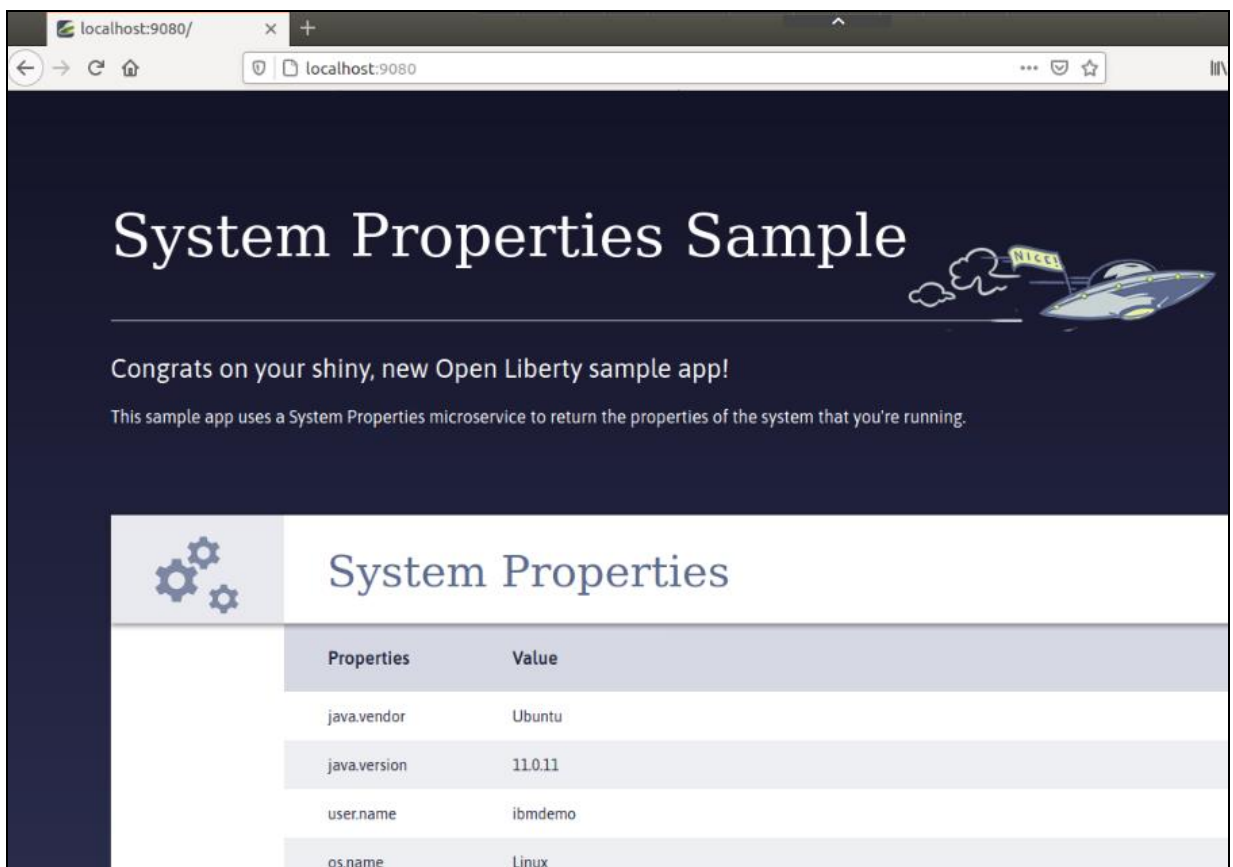 localhost:9080/
localhost:9080
System Properties Sample
NICE!
Congrats on your shiny, new Open Liberty sample app!
This sample app uses a System Properties microservice to return the properties of the system that you're running.
System Properties
Properties Value
java.vendor Ubuntu
java.version 11.0.11
user.name ibmdemo
os.name Linux